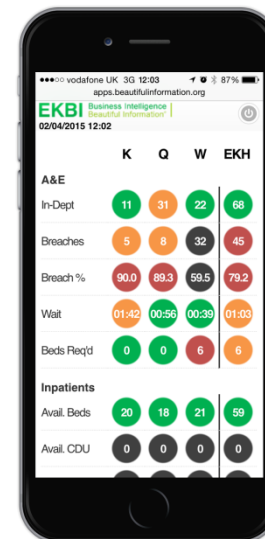 vodafone UK 3G 12:03 87%
apps.beautifulinformation.org
EKBI Business Intelligence
Beautiful Information
02/04/2015 12:02
K Q W EKH
A&E
In-Dept 11 31 22 68
Breaches 5 8 32 45
Breach % 90.0 89.3 59.5 79.2
Wait 01:42 00:56 00:39 01:03
Beds Req'd 0 0 6 6
Inpatients
Avail. Beds 20 18 21 59
Avail. CDU 0 0 0 0